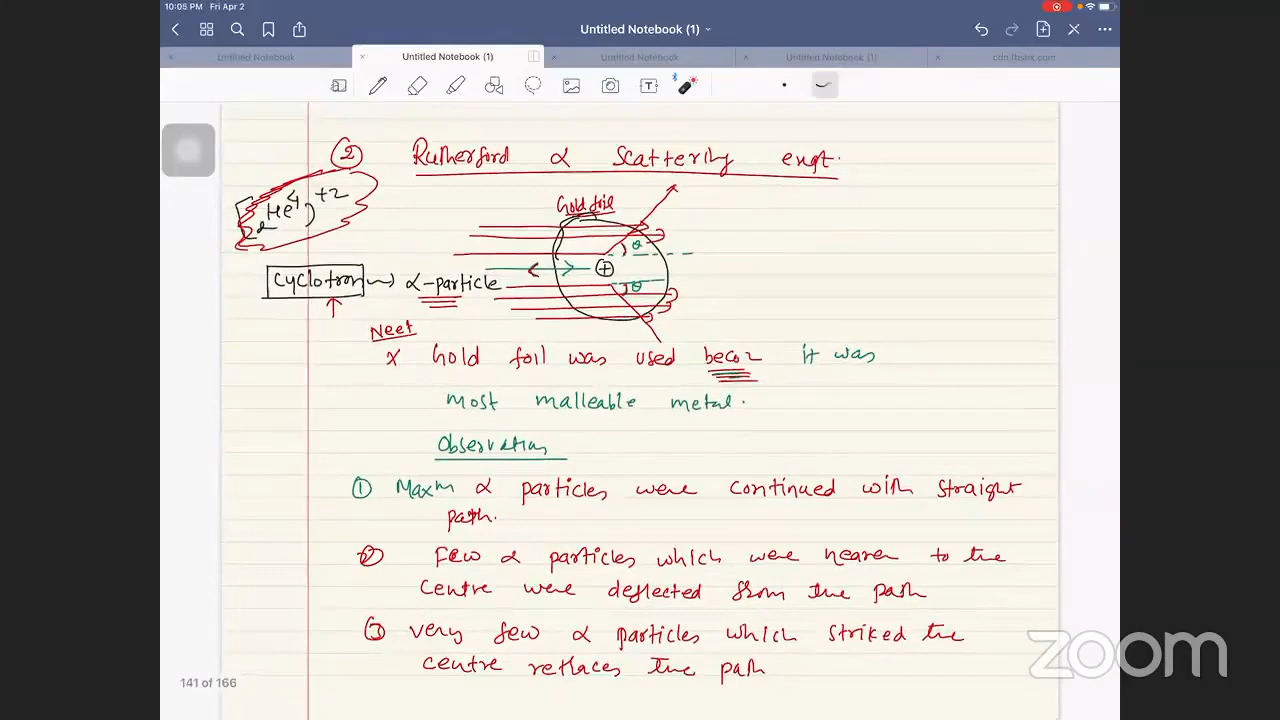 10:05 PM Fri Apr 2
Untitled Notebook (1)
Untitled Notebook
Untitled Notebook (1)
Untitled Notebook
Untitled Notebook (1)
cdn.fbsbx.com
② Rutherford α Scattering expt.
[2He4]+2
Gold foil
θ
+
Cyclotron → α-particle
θ
Neet
x Gold foil was used becoz it was
most malleable metal.
Observation
① Maxm α particles were continued with straight
path.
② Few α particles which were nearer to the
centre were deflected from the path
③ very few α particles which striked the
centre retraces the path
zoom
141 of 166